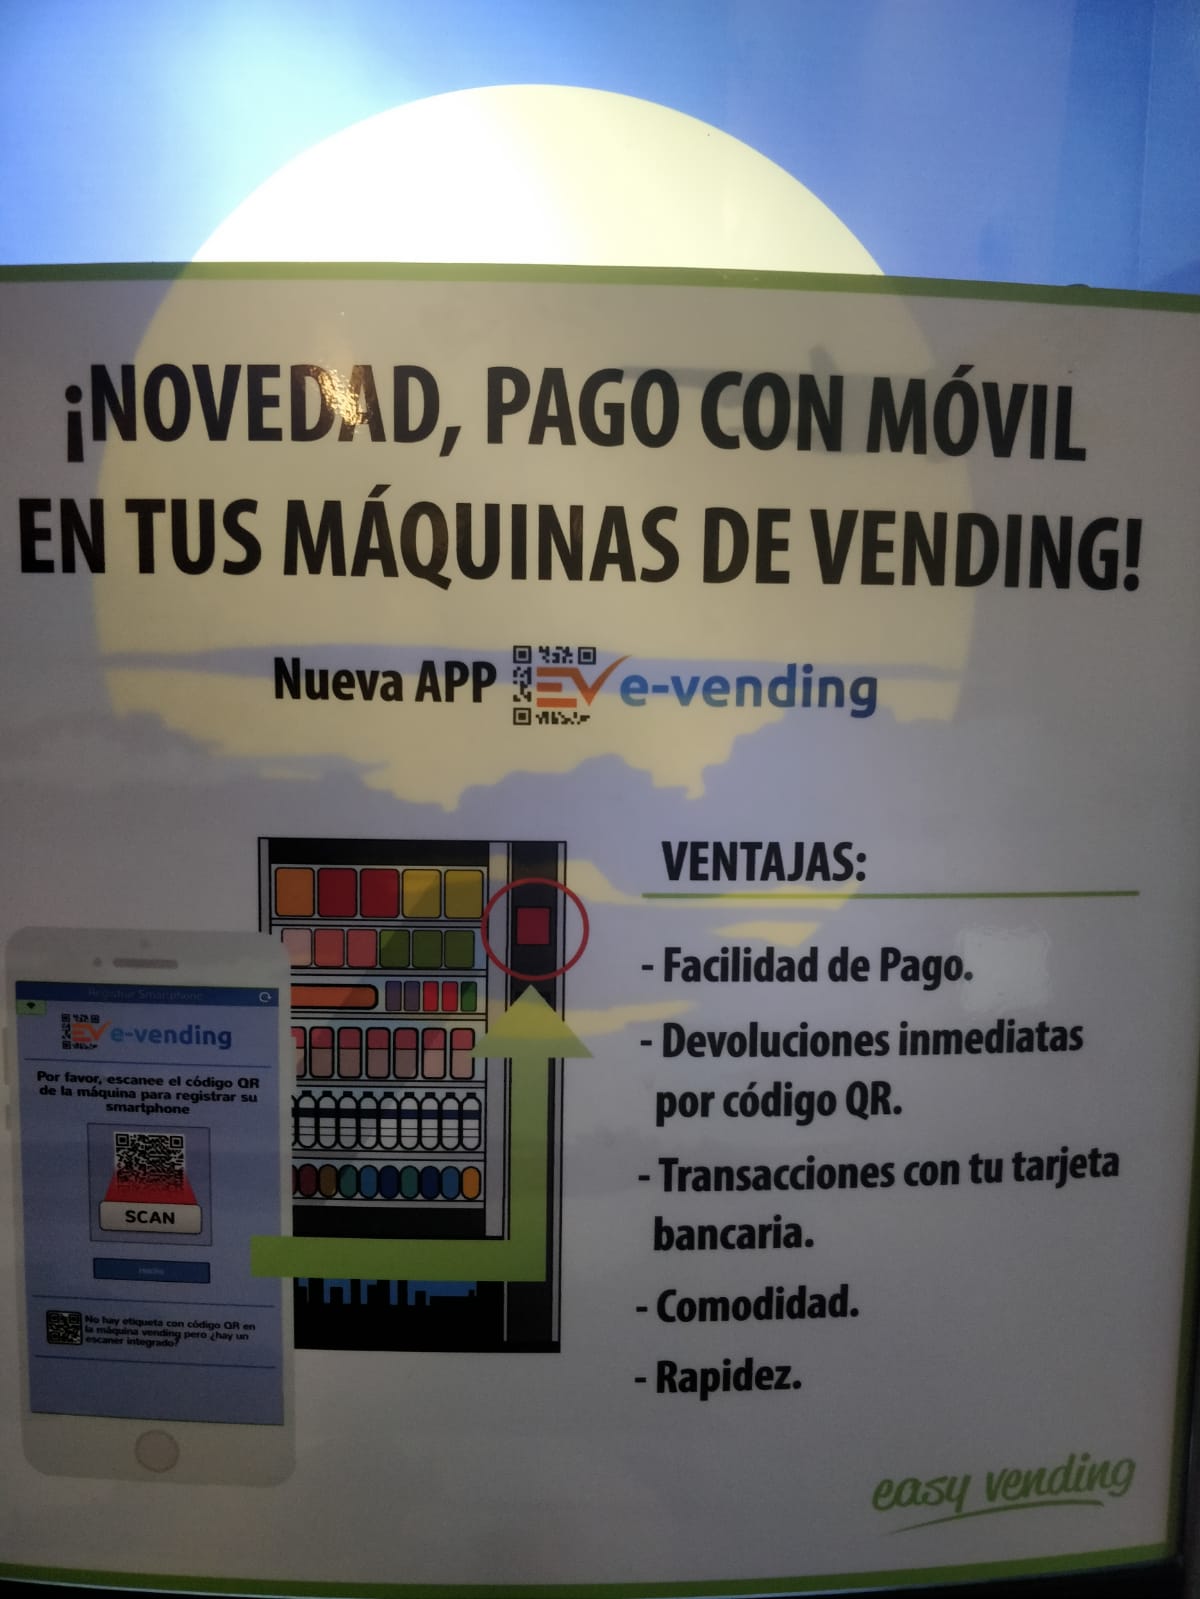 ¡NOVEDAD, PAGO CON MÓVIL
EN TUS MÁQUINAS DE VENDING!
Nueva APP EV e-vending
VENTAJAS:
- Facilidad de Pago.
- Devoluciones inmediatas
por código QR.
- Transacciones con tu tarjeta
bancaria.
- Comodidad.
- Rapidez.
Registrar Smartphone
EV e-vending
Por favor, escanee el código QR
de la máquina para registrar su
smartphone
SCAN
No hay etiqueta con código QR en
la máquina vending pero ¿hay un
escaner integrado?
easy vending